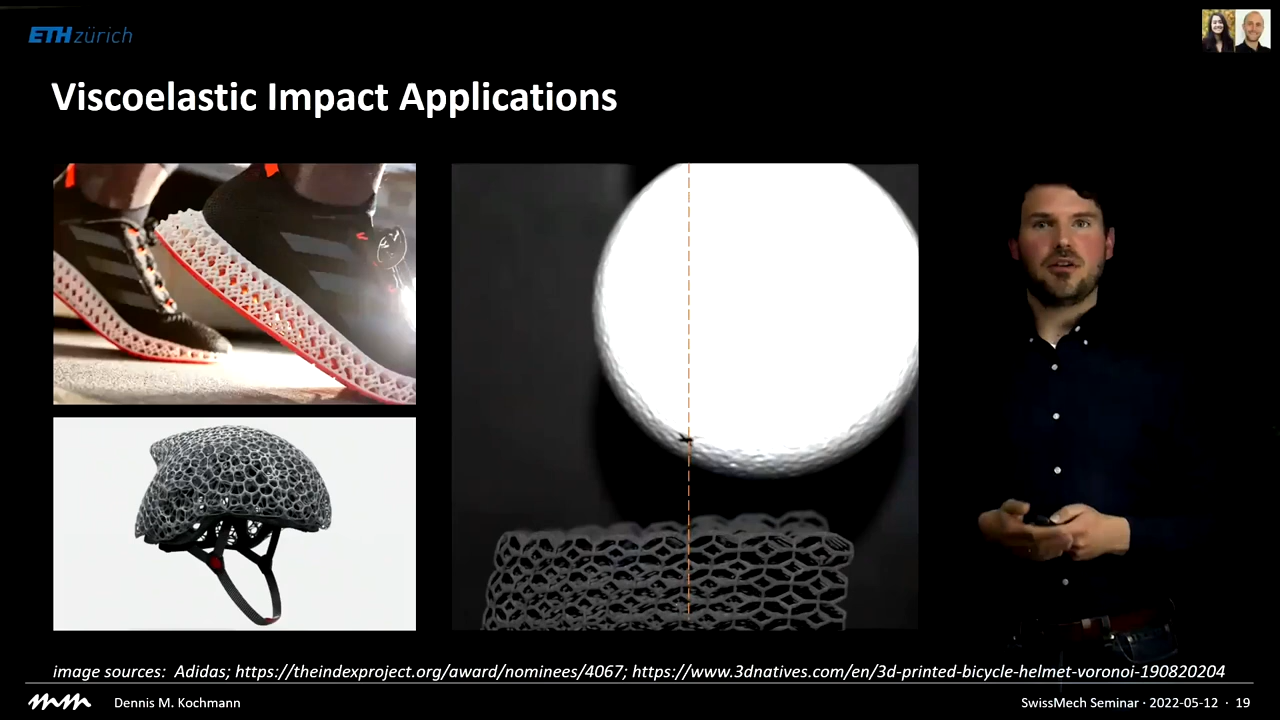 ETH zürich
Viscoelastic Impact Applications
image sources: Adidas; https://theindexproject.org/award/nominees/4067; https://www.3dnatives.com/en/3d-printed-bicycle-helmet-voronoi-190820204
Dennis M. Kochmann
SwissMech Seminar · 2022-05-12 · 19